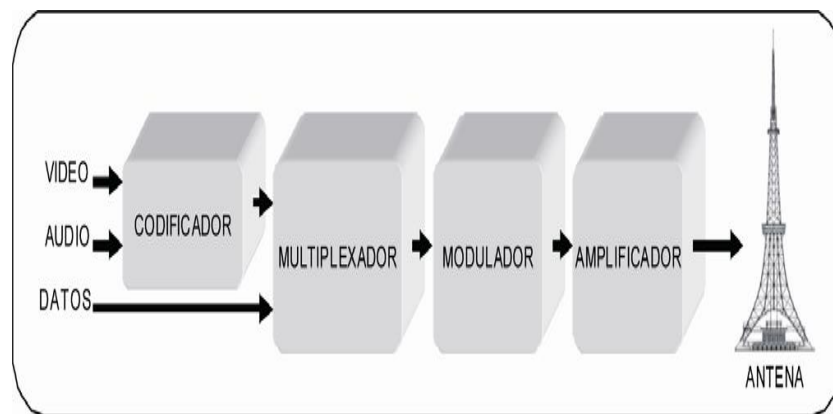 VIDEO
AUDIO
DATOS
CODIFICADOR
MULTIPLEXADOR
MODULADOR
AMPLIFICADOR
ANTENA